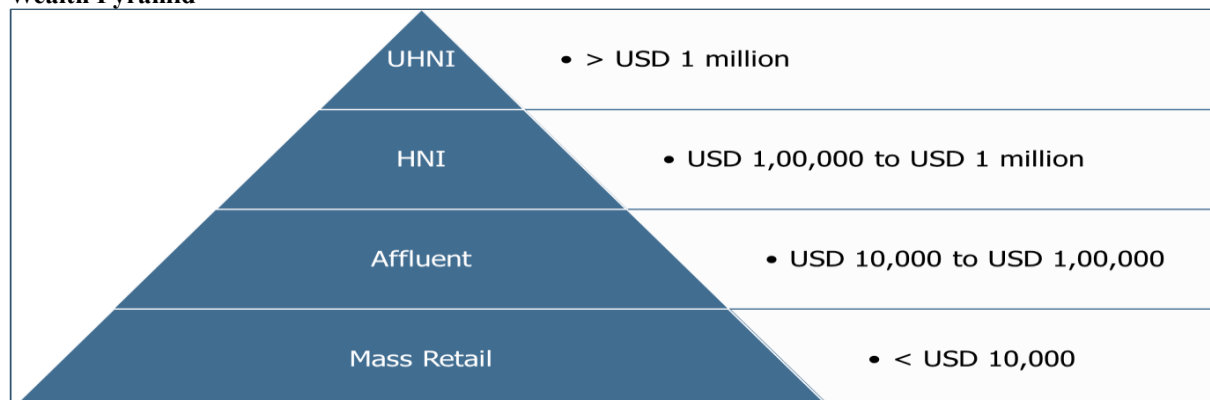 Wealth Pyramid
UHNI • > USD 1 million
HNI • USD 1,00,000 to USD 1 million
Affluent • USD 10,000 to USD 1,00,000
Mass Retail • < USD 10,000